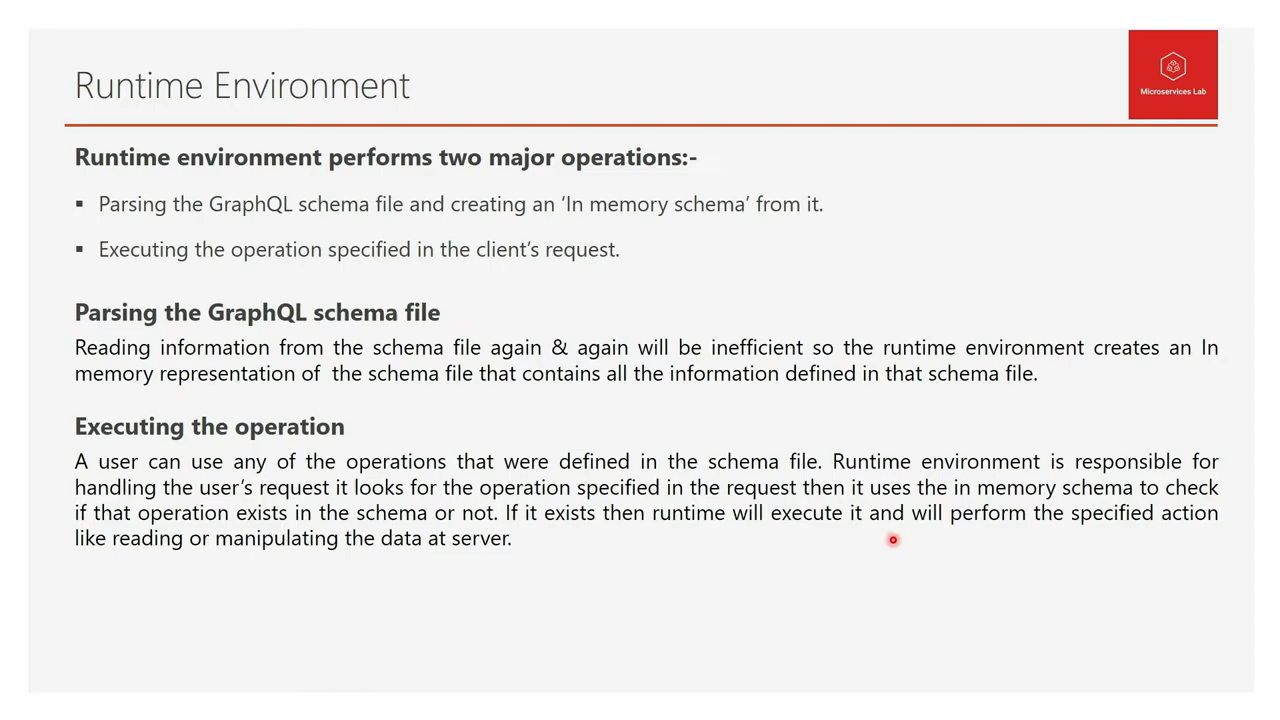 Runtime Environment
Microservices Lab
Runtime environment performs two major operations:-
▪ Parsing the GraphQL schema file and creating an ‘In memory schema’ from it.
▪ Executing the operation specified in the client’s request.
Parsing the GraphQL schema file
Reading information from the schema file again & again will be inefficient so the runtime environment creates an In
memory representation of the schema file that contains all the information defined in that schema file.
Executing the operation
A user can use any of the operations that were defined in the schema file. Runtime environment is responsible for
handling the user’s request it looks for the operation specified in the request then it uses the in memory schema to check
if that operation exists in the schema or not. If it exists then runtime will execute it and will perform the specified action
like reading or manipulating the data at server.